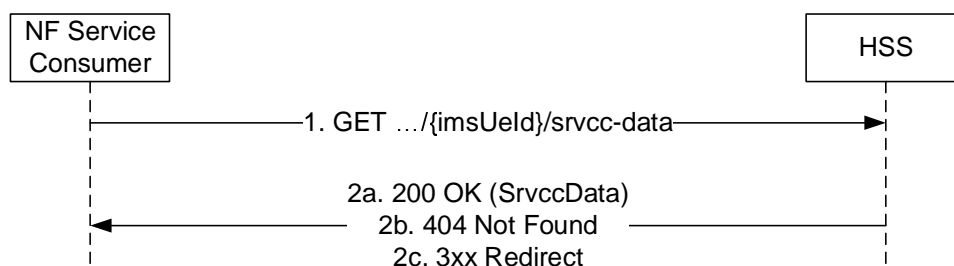 NF Service
Consumer
HSS
1. GET …/{imsUeId}/srvcc-data
2a. 200 OK (SrvccData)
2b. 404 Not Found
2c. 3xx Redirect